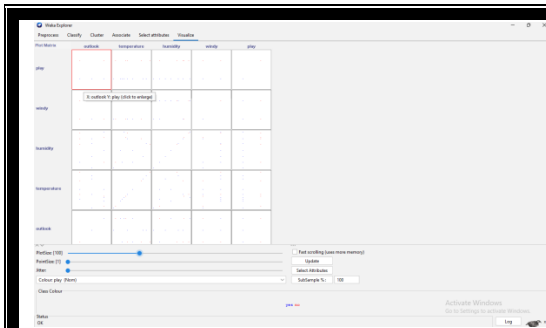 Weka Explorer
Preprocess Classify Cluster Associate Select attributes Visualize
Plot Matrix outlook temperature humidity windy play
play
X: outlook Y: play (click to enlarge)
windy
humidity
temperature
outlook
PlotSize: [100]
PointSize: [1]
Jitter:
Fast scrolling (uses more memory)
Update
Select Attributes
Colour: play (Nom)
SubSample % : 100
Class Colour
yes no
Activate Windows
Go to Settings to activate Windows.
Status
OK
Log